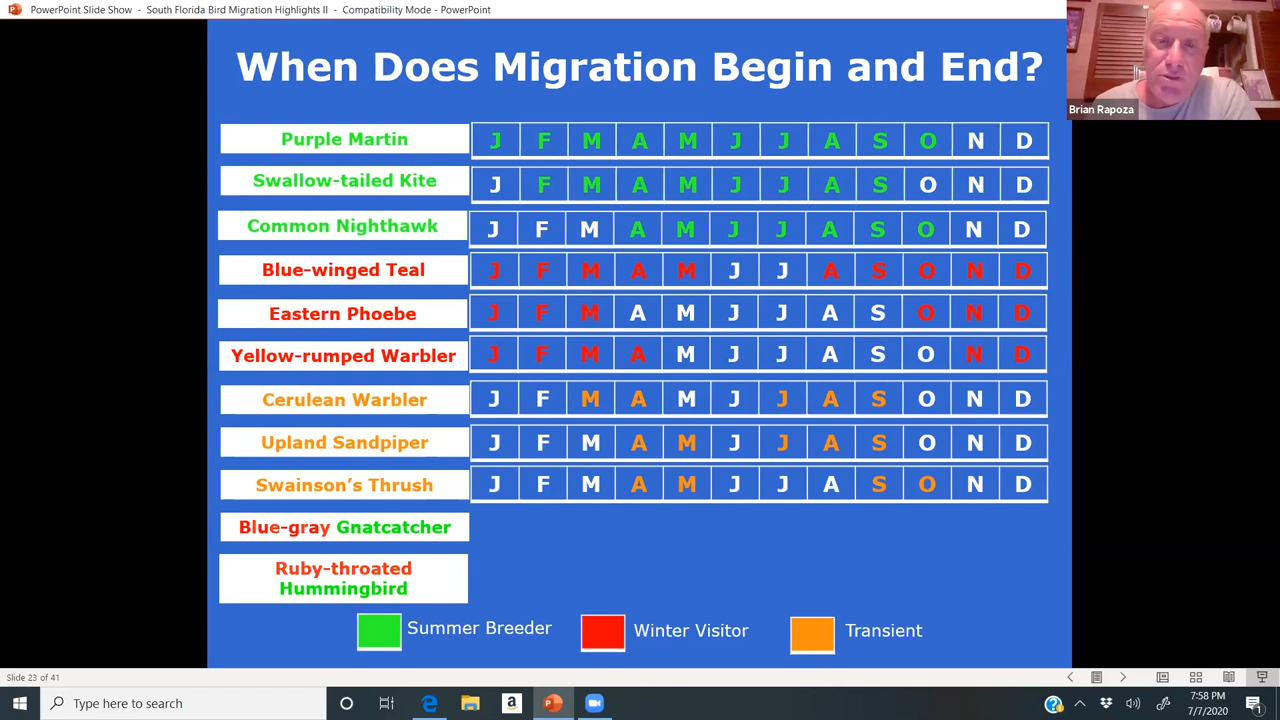 PowerPoint Slide Show - South Florida Bird Migration Highlights II - Compatibility Mode - PowerPoint
Brian Rapoza
When Does Migration Begin and End?
Purple Martin J F M A M J J A S O N D
Swallow-tailed Kite J F M A M J J A S O N D
Common Nighthawk J F M A M J J A S O N D
Blue-winged Teal J F M A M J J A S O N D
Eastern Phoebe J F M A M J J A S O N D
Yellow-rumped Warbler J F M A M J J A S O N D
Cerulean Warbler J F M A M J J A S O N D
Upland Sandpiper J F M A M J J A S O N D
Swainson’s Thrush J F M A M J J A S O N D
Blue-gray Gnatcatcher
Ruby-throated
Hummingbird
Summer Breeder Winter Visitor Transient
Slide 23 of 41
Type here to search
7:58 PM
7/7/2020